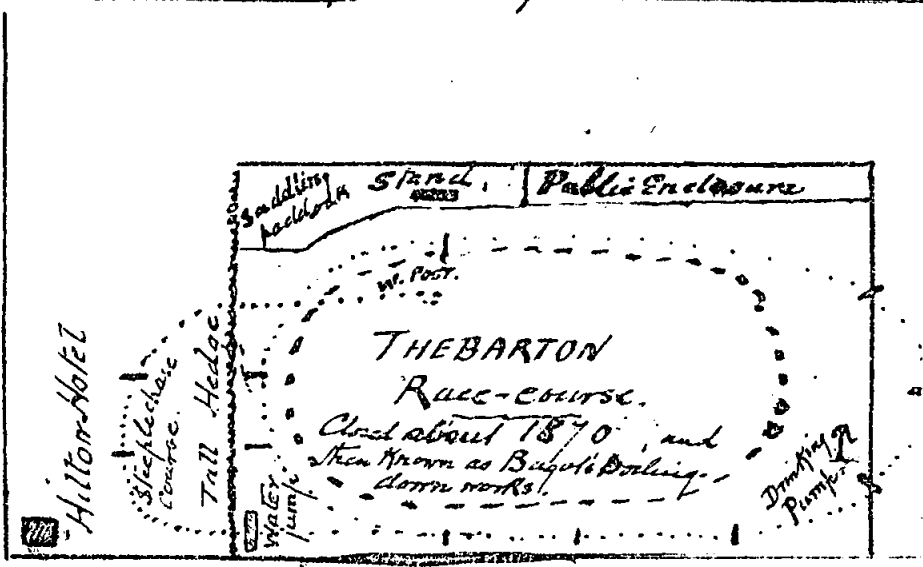 Saddling
paddock
Stand.
Public Enclosure
W. Post.
THEBARTON
Race-course.
Closed about 1870, and
then Known as Bagot's Boiling
down works.
Hilton Hotel
Steeplechase
Course.
Tall Hedge
Water
jump
Drinking
Pump